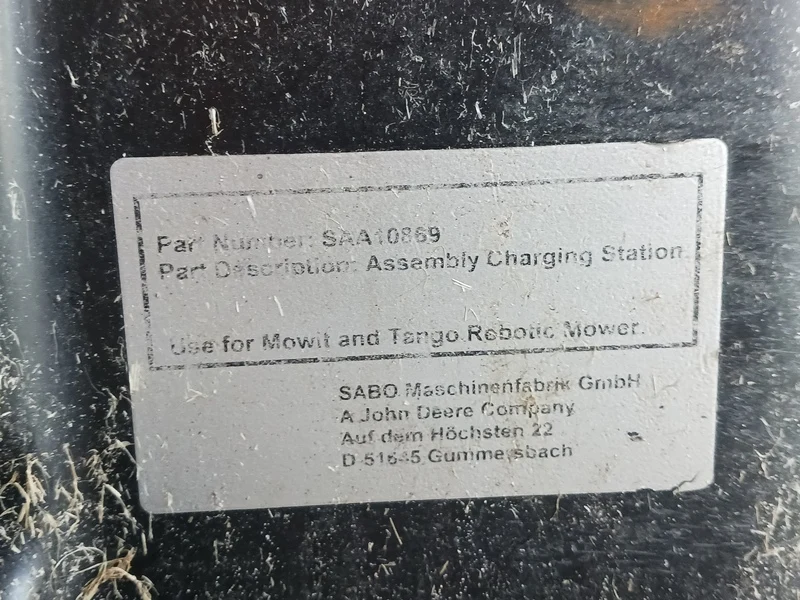 Part Number: SAA10869
Part Description: Assembly Charging Station
Use for Mowit and Tango Robotic Mower.
SABO Maschinenfabrik GmbH
A John Deere Company
Auf dem Höchsten 22
D-51645 Gummersbach